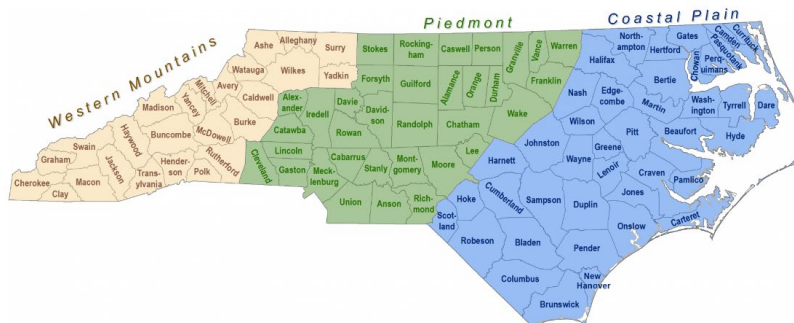 Western Mountains
Piedmont
Coastal Plain
Ashe
Alleghany
Surry
Watauga
Wilkes
Yadkin
Mitchell
Avery
Caldwell
Yancey
Madison
Burke
McDowell
Buncombe
Haywood
Swain
Graham
Jackson
Rutherford
Hender-
son
Polk
Tran-
sylvania
Macon
Cherokee
Clay
Stokes
Rocking-
ham
Caswell
Person
Granville
Vance
Warren
Forsyth
Guilford
Alamance
Orange
Durham
Franklin
Alex-
ander
Iredell
Davie
David-
son
Randolph
Chatham
Wake
Catawba
Rowan
Lincoln
Cleveland
Gaston
Meck-
lenburg
Cabarrus
Stanly
Mont-
gomery
Moore
Lee
Union
Anson
Rich-
mond
North-
ampton
Gates
Hertford
Halifax
Currituck
Camden
Pasquotank
Per-
quimans
Chowan
Bertie
Nash
Edge-
combe
Martin
Wash-
ington
Tyrrell
Dare
Wilson
Pitt
Beaufort
Hyde
Johnston
Greene
Wayne
Lenoir
Craven
Pamlico
Harnett
Jones
Carteret
Cumberland
Sampson
Duplin
Onslow
Hoke
Scot-
land
Robeson
Bladen
Pender
Columbus
New
Hanover
Brunswick